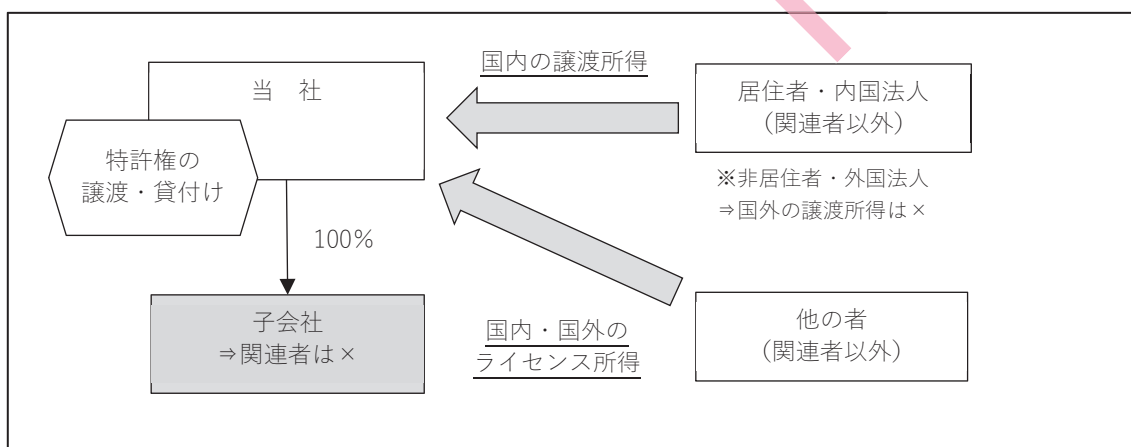 当　社
特許権の
譲渡・貸付け
100%
子会社
⇒関連者は×
国内の譲渡所得
居住者・内国法人
（関連者以外）
※非居住者・外国法人
⇒国外の譲渡所得は×
国内・国外の
ライセンス所得
他の者
（関連者以外）